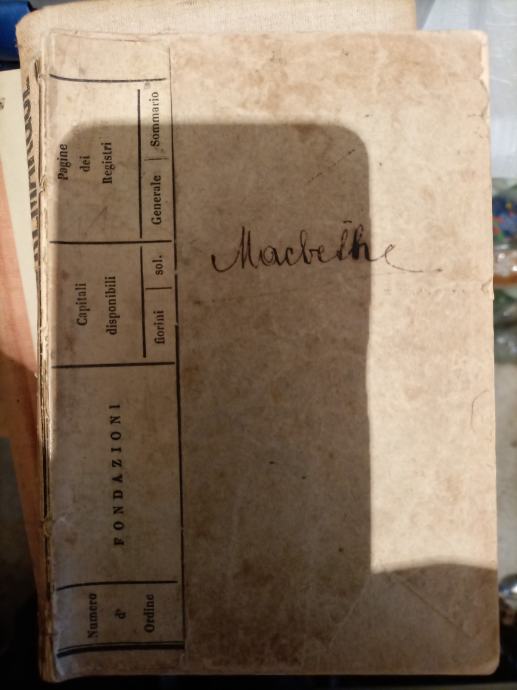 Macbethe
Numero
d'
Ordine
FONDAZIONI
Capitali
disponibili
fiorini
sol.
Pagine
dei
Registri
Generale
Sommario